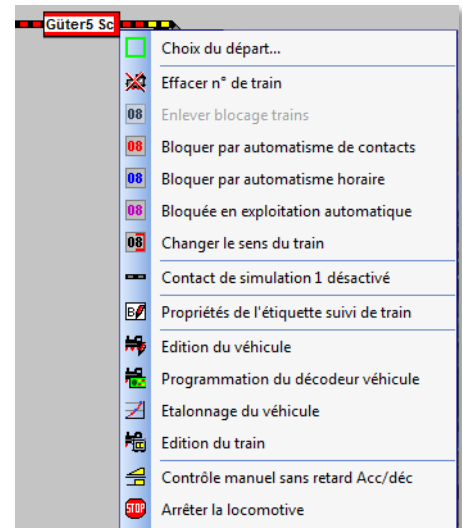 Güter5 Sc
Choix du départ...
Effacer n° de train
08 Enlever blocage trains
08 Bloquer par automatisme de contacts
08 Bloquer par automatisme horaire
08 Bloquée en exploitation automatique
08 Changer le sens du train
Contact de simulation 1 désactivé
B Propriétés de l'étiquette suivi de train
Edition du véhicule
Programmation du décodeur véhicule
Etalonnage du véhicule
Edition du train
Contrôle manuel sans retard Acc/déc
STOP Arrêter la locomotive